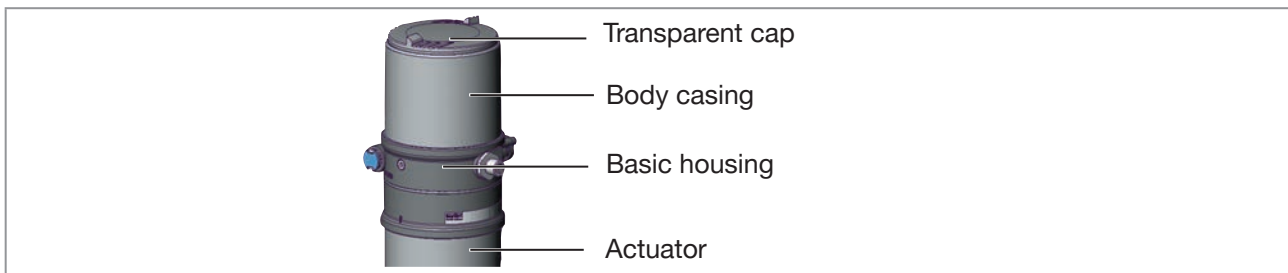 Transparent cap
Body casing
Basic housing
Actuator